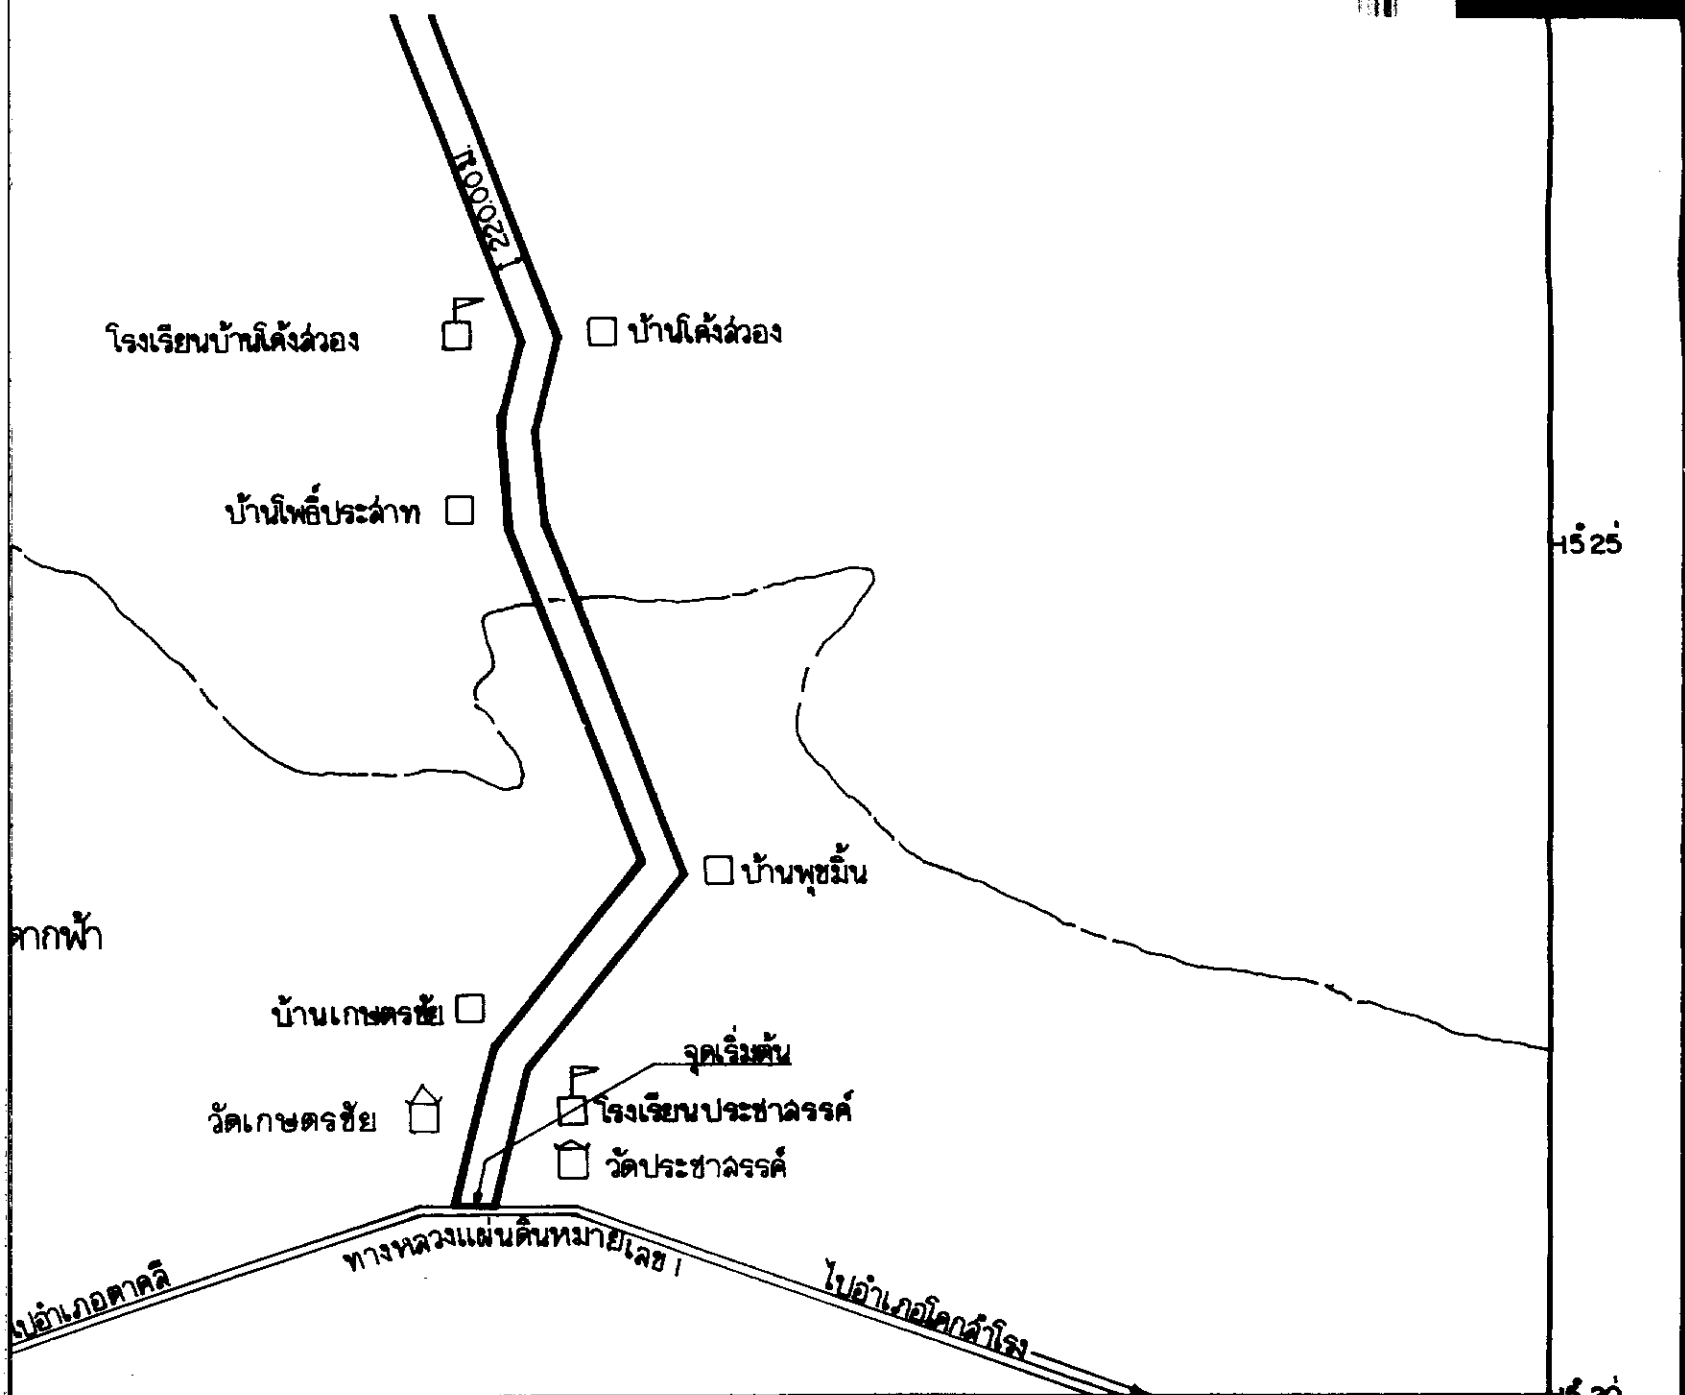 220.00 ม.
โรงเรียนบ้านโค้งสวอง
บ้านโค้งสวอง
บ้านโพธิ์ประสาท
15 25
บ้านพุขมิ้น
ตากฟ้า
บ้านเกษตรชัย
จุดเริ่มต้น
วัดเกษตรชัย
โรงเรียนประชาสรรค์
วัดประชาสรรค์
ทางหลวงแผ่นดินหมายเลข 1
ไปอำเภอตาคลี
ไปอำเภอโคกสำโรง